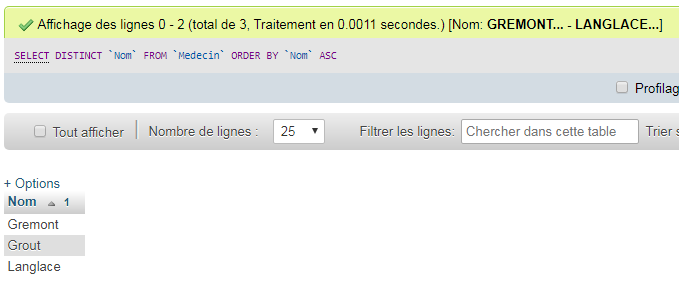 Affichage des lignes 0 - 2 (total de 3, Traitement en 0.0011 secondes.) [Nom: GREMONT... - LANGLACE...]
SELECT DISTINCT `Nom` FROM `Medecin` ORDER BY `Nom` ASC
Profilag
Tout afficher Nombre de lignes : 25 Filtrer les lignes: Chercher dans cette table Trier s
+ Options
Nom 1
Gremont
Grout
Langlace